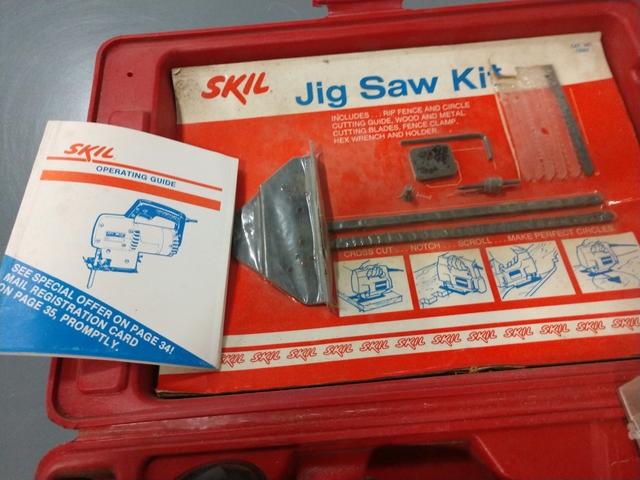 SKIL
Jig Saw Kit
INCLUDES . . . RIP FENCE AND CIRCLE
CUTTING GUIDE, WOOD AND METAL
CUTTING BLADES, FENCE CLAMP,
HEX WRENCH AND HOLDER.
CROSS CUT . . . NOTCH . . . SCROLL . . . MAKE PERFECT CIRCLES
SKIL SKIL SKIL SKIL SKIL SKIL SKIL SKIL SKIL SKIL SKIL
SKIL
OPERATING GUIDE
SEE SPECIAL OFFER ON PAGE 34!
MAIL REGISTRATION CARD
ON PAGE 35, PROMPTLY.